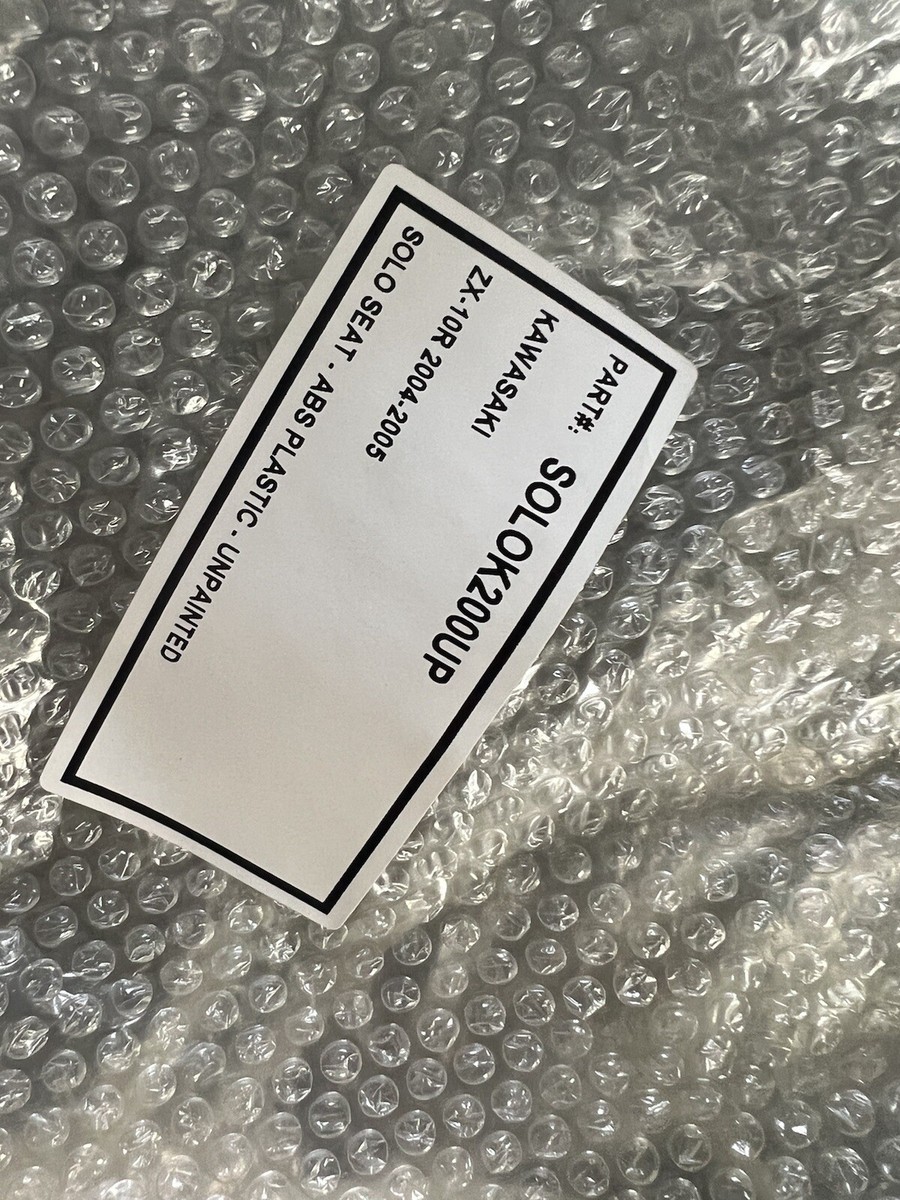 PART#: SOLOK200UP
KAWASAKI
ZX-10R 2004-2005
SOLO SEAT - ABS PLASTIC - UNPAINTED